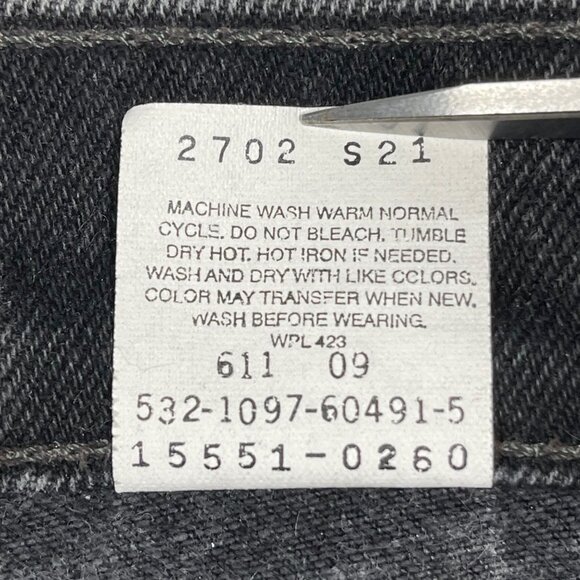 2702 S21
MACHINE WASH WARM NORMAL
CYCLE. DO NOT BLEACH. TUMBLE
DRY HOT. HOT IRON IF NEEDED.
WASH AND DRY WITH LIKE COLORS.
COLOR MAY TRANSFER WHEN NEW.
WASH BEFORE WEARING.
WPL 423
611 09
532-1097-60491-5
15551-0260